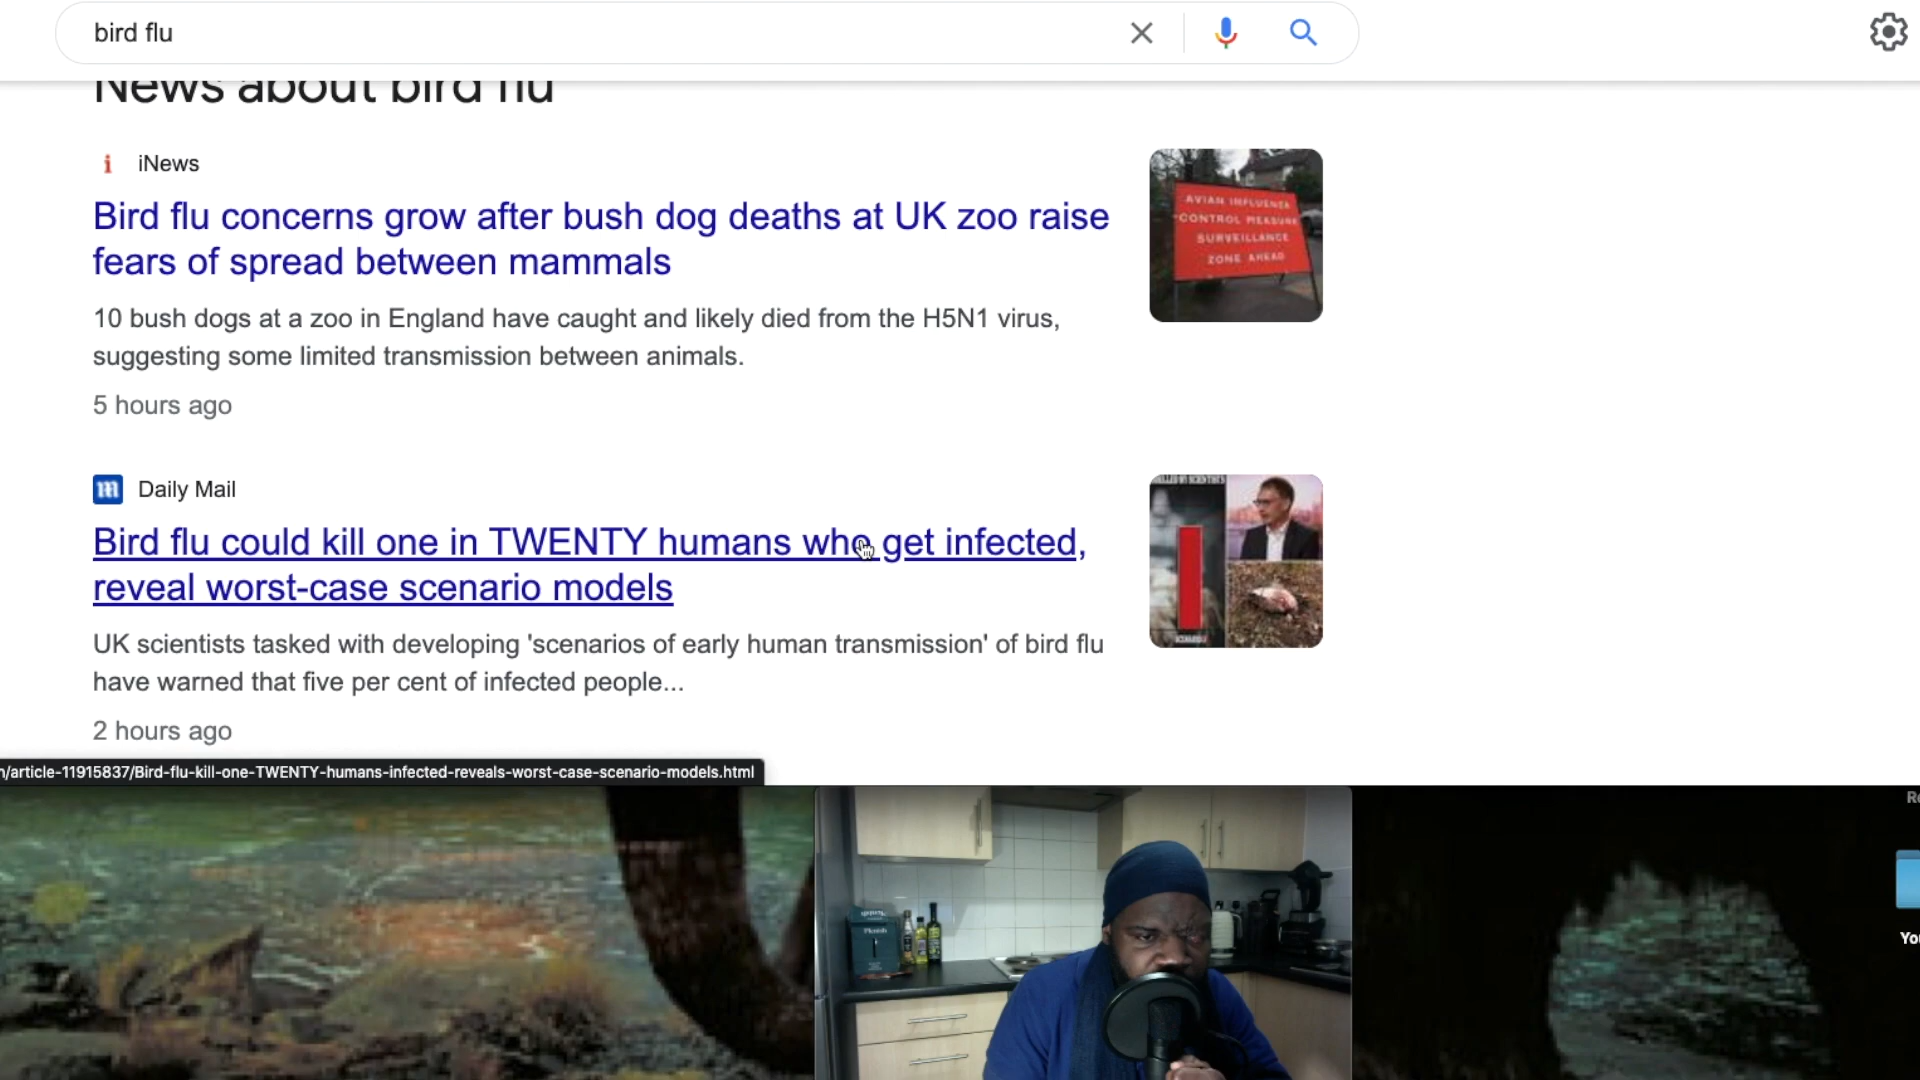 bird flu
News about bird flu
i iNews
Bird flu concerns grow after bush dog deaths at UK zoo raise
fears of spread between mammals
10 bush dogs at a zoo in England have caught and likely died from the H5N1 virus,
suggesting some limited transmission between animals.
5 hours ago
AVIAN INFLUENZA
CONTROL MEASURE
SURVEILLANCE
ZONE AHEAD
m Daily Mail
Bird flu could kill one in TWENTY humans who get infected,
reveal worst-case scenario models
UK scientists tasked with developing 'scenarios of early human transmission' of bird flu
have warned that five per cent of infected people...
2 hours ago
/article-11915837/Bird-flu-kill-one-TWENTY-humans-infected-reveals-worst-case-scenario-models.html